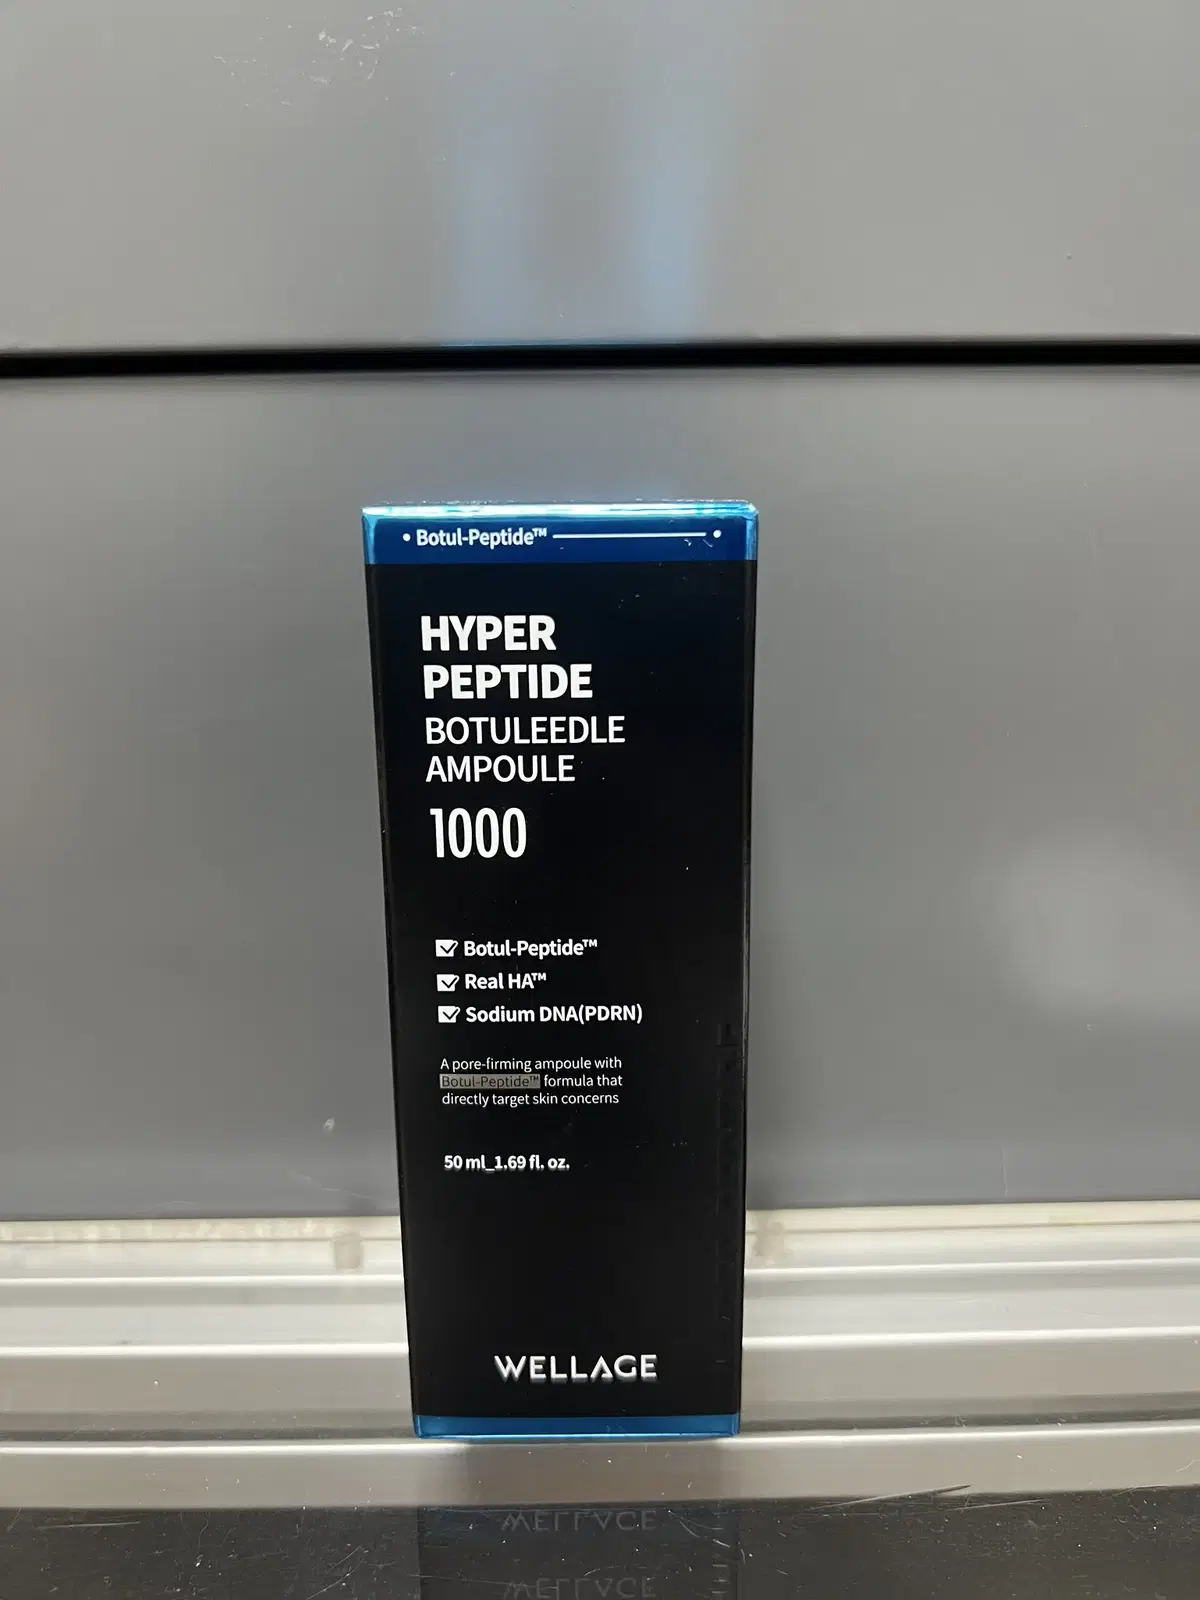 • Botul-Peptide™
HYPER
PEPTIDE
BOTULEEDLE
AMPOULE
1000
Botul-Peptide™
Real HA™
Sodium DNA(PDRN)
A pore-firming ampoule with
Botul-Peptide™ formula that
directly target skin concerns
50 ml_1.69 fl. oz.
WELLAGE